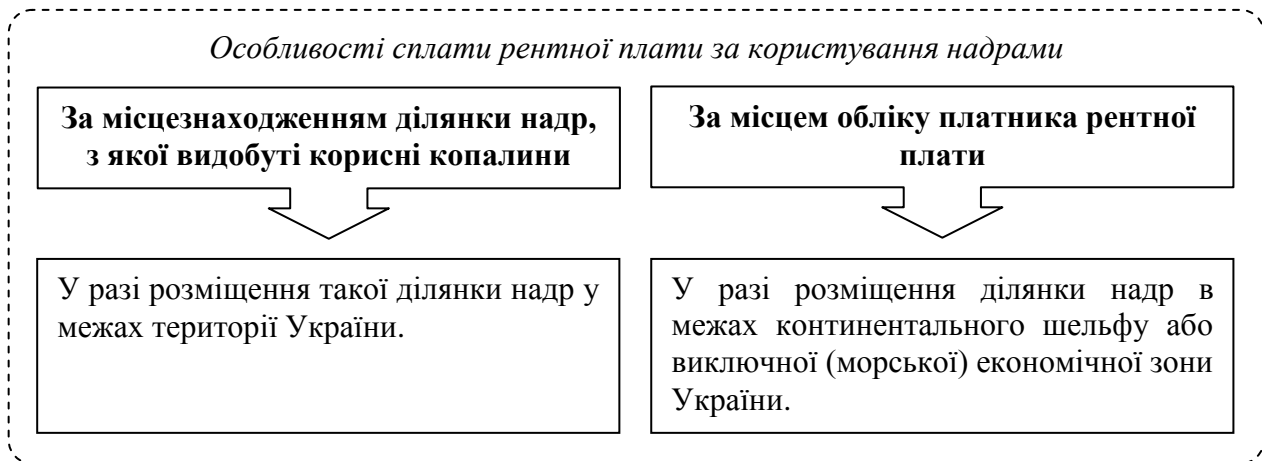 Особливості сплати рентної плати за користування надрами
За місцезнаходженням ділянки надр,
з якої видобуті корисні копалини
За місцем обліку платника рентної
плати
У разі розміщення такої ділянки надр у
межах території України.
У разі розміщення ділянки надр в
межах континентального шельфу або
виключної (морської) економічної зони
України.